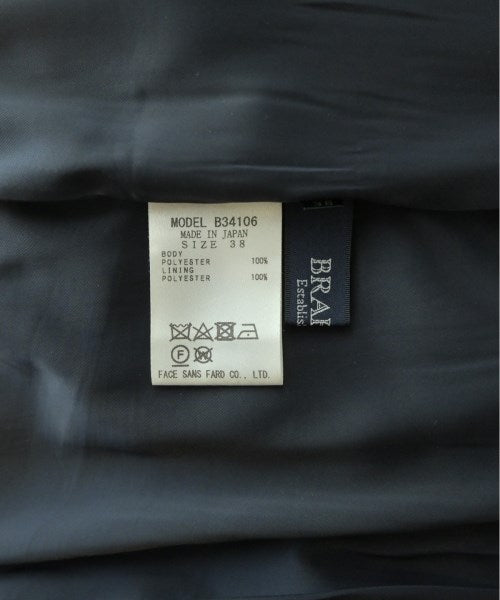 MODEL B34106
MADE IN JAPAN
SIZE 38
BODY
POLYESTER 100%
LINING
POLYESTER 100%
FACE SANS FARD CO., LTD.
BRA
Establis